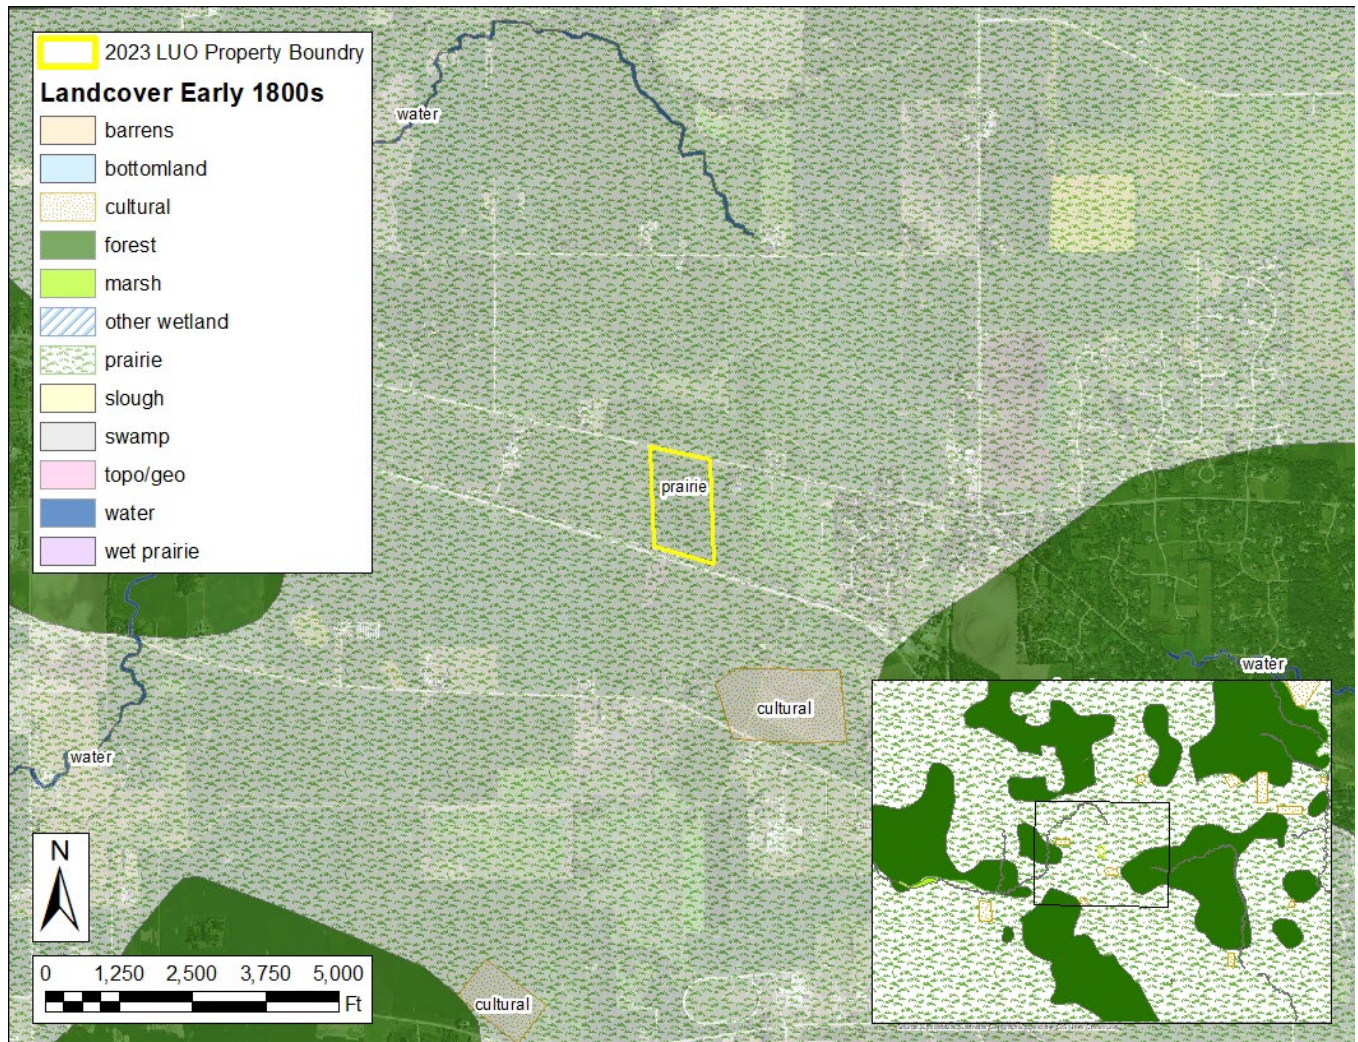 2023 LUO Property Boundry
Landcover Early 1800s
barrens
bottomland
cultural
forest
marsh
other wetland
prairie
slough
swamp
topo/geo
water
wet prairie
water
prairie
water
cultural
water
cultural
N
0 1,250 2,500 3,750 5,000
Ft